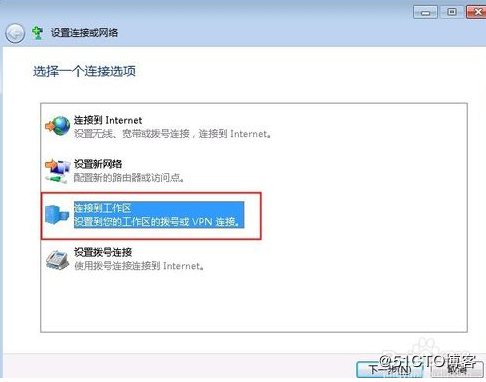 设置连接或网络
选择一个连接选项
连接到 Internet
设置无线、宽带或拨号连接，连接到 Internet。
设置新网络
配置新的路由器或访问点。
连接到工作区
设置到您的工作区的拨号或 VPN 连接。
设置拨号连接
使用拨号连接连接到 Internet。
@51CTO博客
下一步(N)
取消